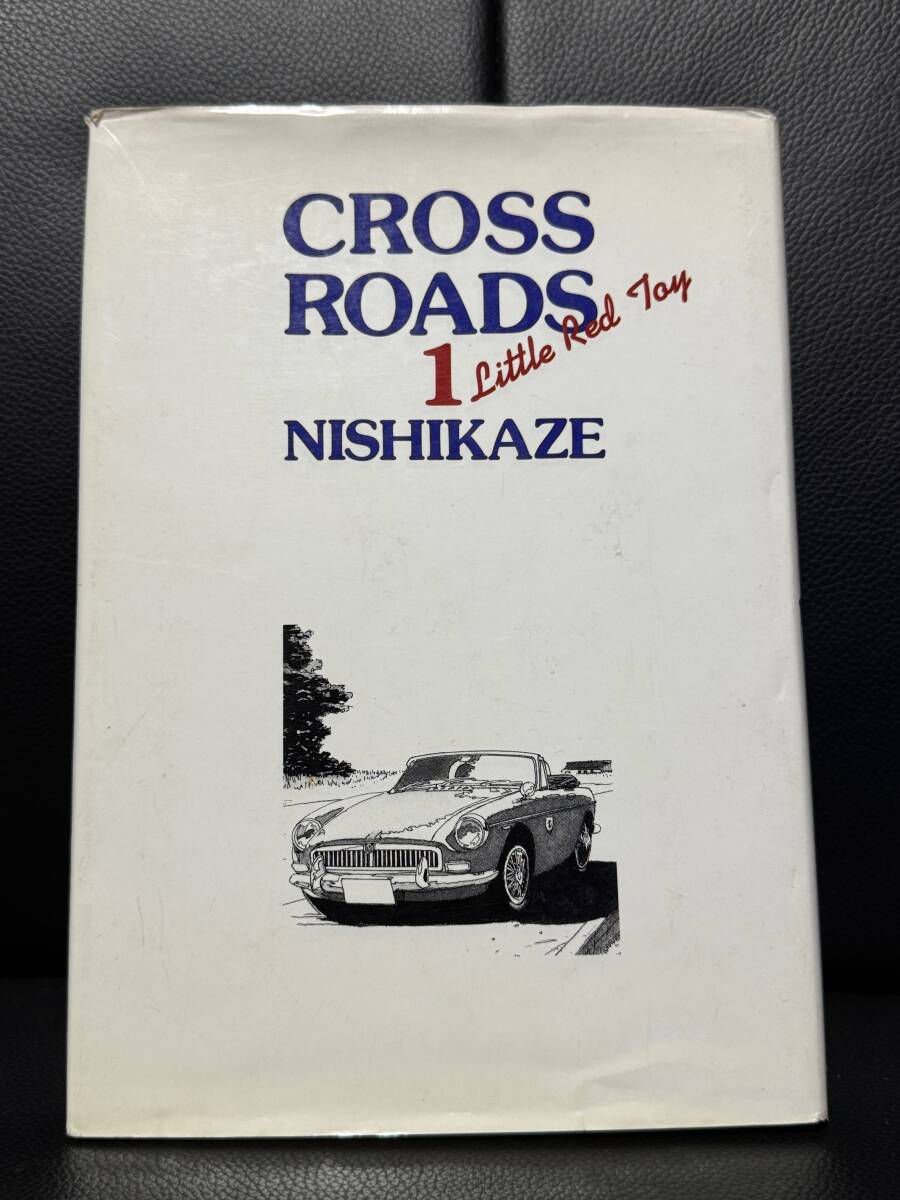 CROSS
ROADS
1 Little Red Toy
NISHIKAZE